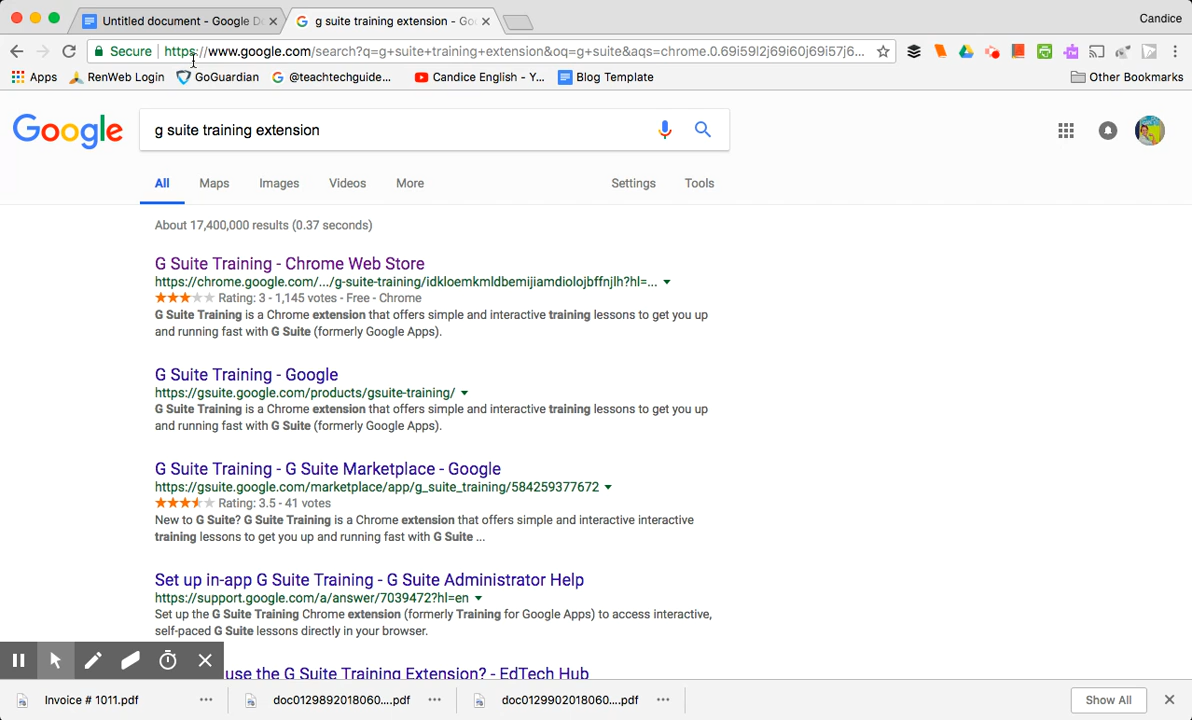 Untitled document - Google Do
g suite training extension - Goo
Candice
Secure
https://www.google.com/search?q=g+suite+training+extension&oq=g+suite&aqs=chrome.0.69i59l2j69i60j69i57j6...
Apps
RenWeb Login
GoGuardian
@teachtechguide...
Candice English - Y...
Blog Template
Other Bookmarks
Google
g suite training extension
All
Maps
Images
Videos
More
Settings
Tools
About 17,400,000 results (0.37 seconds)
G Suite Training - Chrome Web Store
https://chrome.google.com/.../g-suite-training/idkloemkmldbemijiamdiolojbffnjlh?hl=...
Rating: 3 - 1,145 votes - Free - Chrome
G Suite Training is a Chrome extension that offers simple and interactive training lessons to get you up
and running fast with G Suite (formerly Google Apps).
G Suite Training - Google
https://gsuite.google.com/products/gsuite-training/
G Suite Training is a Chrome extension that offers simple and interactive training lessons to get you up
and running fast with G Suite (formerly Google Apps).
G Suite Training - G Suite Marketplace - Google
https://gsuite.google.com/marketplace/app/g_suite_training/584259377672
Rating: 3.5 - 41 votes
New to G Suite? G Suite Training is a Chrome extension that offers simple and interactive interactive
training lessons to get you up and running fast with G Suite ...
Set up in-app G Suite Training - G Suite Administrator Help
https://support.google.com/a/answer/7039472?hl=en
Set up the G Suite Training Chrome extension (formerly Training for Google Apps) to access interactive,
self-paced G Suite lessons directly in your browser.
use the G Suite Training Extension? - EdTech Hub
Invoice # 1011.pdf
doc0129892018060....pdf
doc0129902018060....pdf
Show All